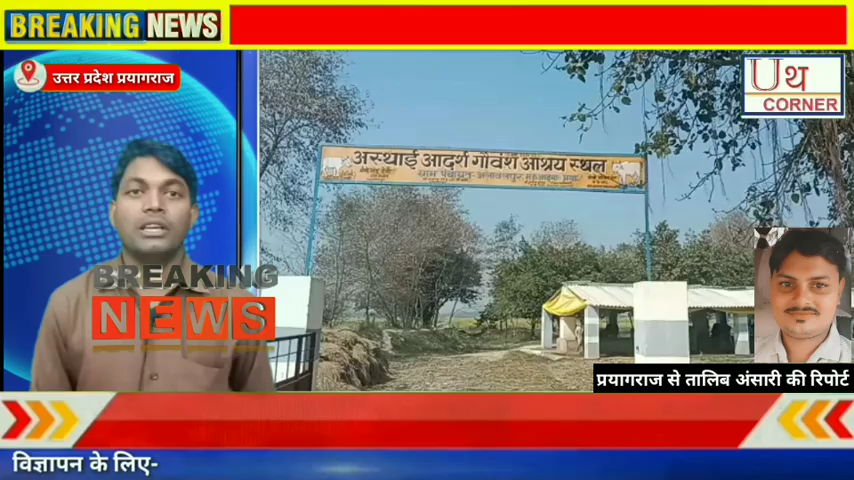 BREAKING NEWS
उत्तर प्रदेश प्रयागराज
Uथ
CORNER
अस्थाई आदर्श गौवंश आश्रय स्थल
ग्राम पंचायत
BREAKING
NEWS
प्रयागराज से तालिब अंसारी की रिपोर्ट
विज्ञापन के लिए-